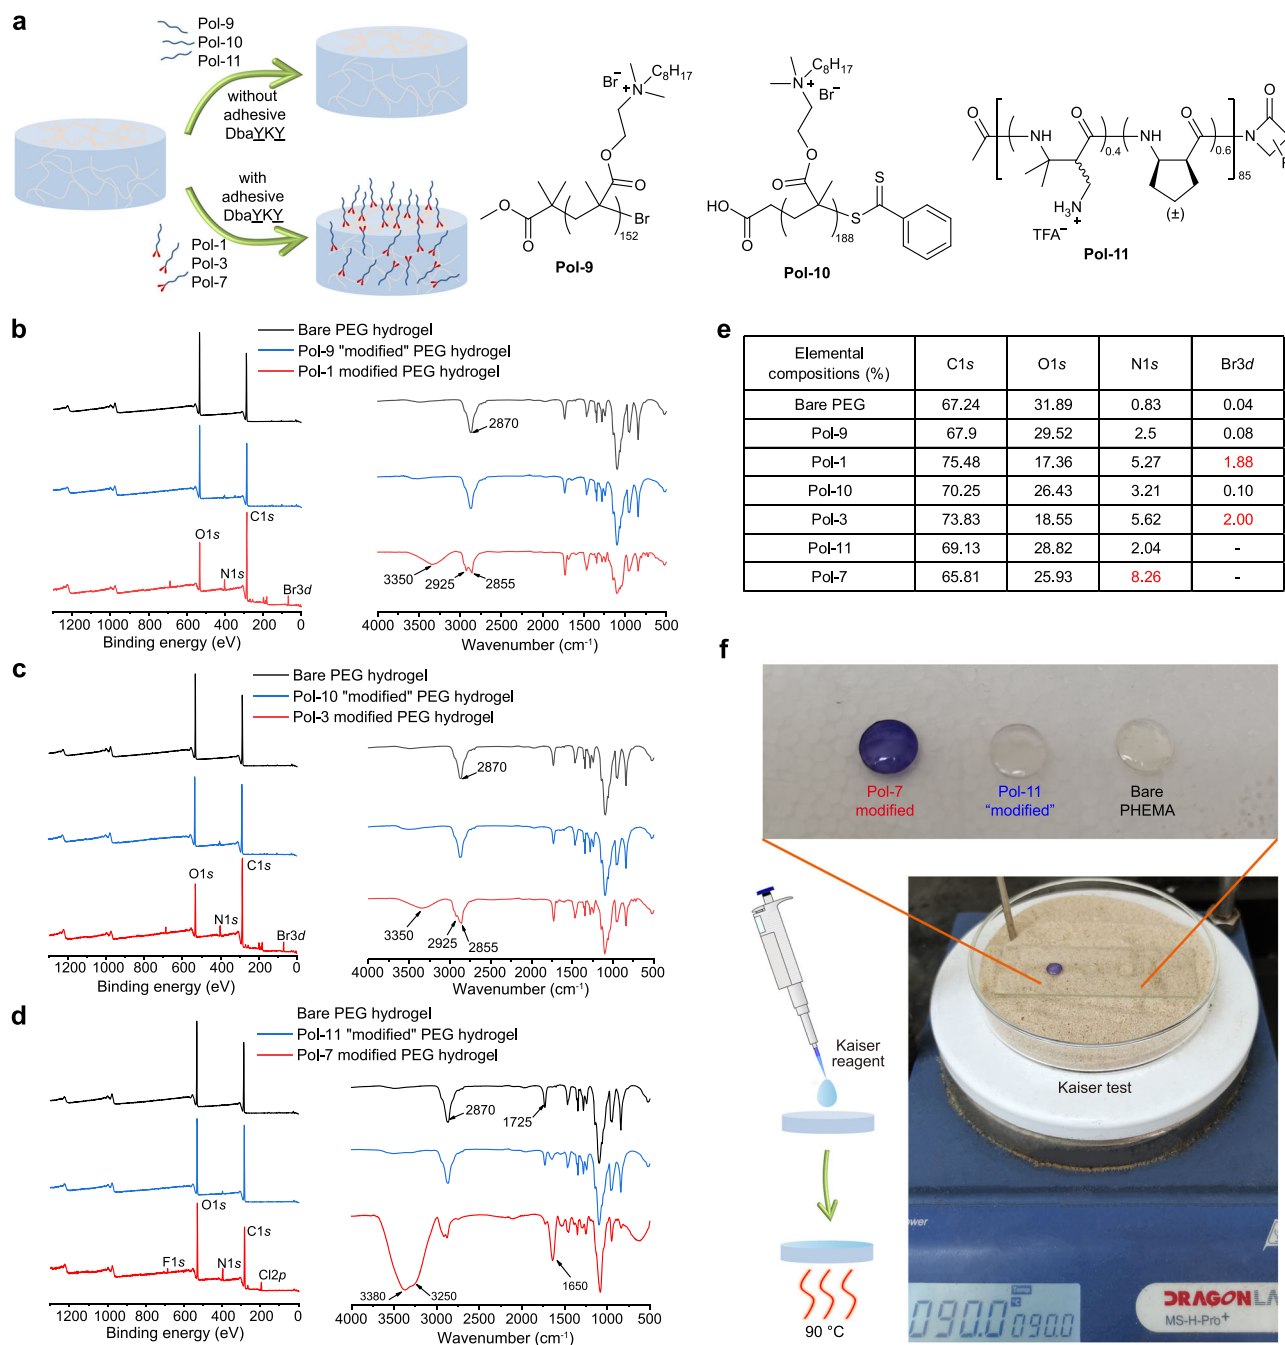 a
Pol-9
Pol-10
Pol-11
without
adhesive
DbaYKY
with
adhesive
DbaYKY
Pol-1
Pol-3
Pol-7
Br−
C8H17
N
+
O
O
O
O
Br
152
Pol-9
C8H17
N
+
Br−
O
O
HO
O
S
S
188
Pol-10
O
NH
O
0.4
NH
O
0.6
N
O
85
NH3
+
TFA−
(±)
Pol-11
b
Bare PEG hydrogel
Pol-9 "modified" PEG hydrogel
Pol-1 modified PEG hydrogel
O1s
N1s
C1s
Br3d
1200 1000 800 600 400 200 0
Binding energy (eV)
2870
3350
2925
2855
4000 3500 3000 2500 2000 1500 1000 500
Wavenumber (cm-1)
c
Bare PEG hydrogel
Pol-10 "modified" PEG hydrogel
Pol-3 modified PEG hydrogel
O1s
N1s
C1s
Br3d
1200 1000 800 600 400 200 0
Binding energy (eV)
2870
3350
2925
2855
4000 3500 3000 2500 2000 1500 1000 500
Wavenumber (cm-1)
d
Bare PEG hydrogel
Pol-11 "modified" PEG hydrogel
Pol-7 modified PEG hydrogel
F1s
O1s
N1s
C1s
Cl2p
1200 1000 800 600 400 200 0
Binding energy (eV)
2870
1725
3380
3250
1650
4000 3500 3000 2500 2000 1500 1000 500
Wavenumber (cm-1)
e
Elemental compositions (%) C1s O1s N1s Br3d
Bare PEG 67.24 31.89 0.83 0.04
Pol-9 67.9 29.52 2.5 0.08
Pol-1 75.48 17.36 5.27 1.88
Pol-10 70.25 26.43 3.21 0.10
Pol-3 73.83 18.55 5.62 2.00
Pol-11 69.13 28.82 2.04 -
Pol-7 65.81 25.93 8.26 -
f
Pol-7
modified
Pol-11
“modified”
Bare
PHEMA
Kaiser
reagent
90 °C
Kaiser test
Temp
°C
090.0 090.0
DRAGONLA
MS-H-Pro+